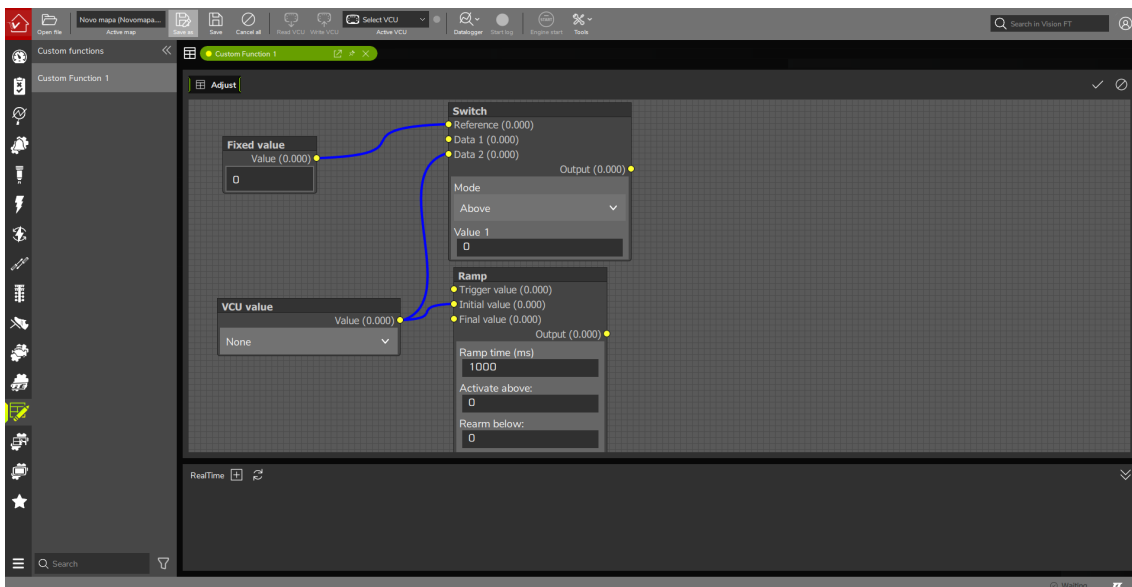 Open file
Novo mapa (Novomapa...
Active map
Save as
Save
Cancel all
Read VCU
Write VCU
Select VCU
Active VCU
Datalogger
Start log
START
Engine start
Tools
Search in Vision FT
Custom functions
Custom Function 1
Custom Function 1
Adjust
Switch
Reference (0.000)
Data 1 (0.000)
Data 2 (0.000)
Output (0.000)
Mode
Above
Value 1
0
Fixed value
Value (0.000)
0
VCU value
Value (0.000)
None
Ramp
Trigger value (0.000)
Initial value (0.000)
Final value (0.000)
Output (0.000)
Ramp time (ms)
1000
Activate above:
0
Rearm below:
0
RealTime
Search
Waiting